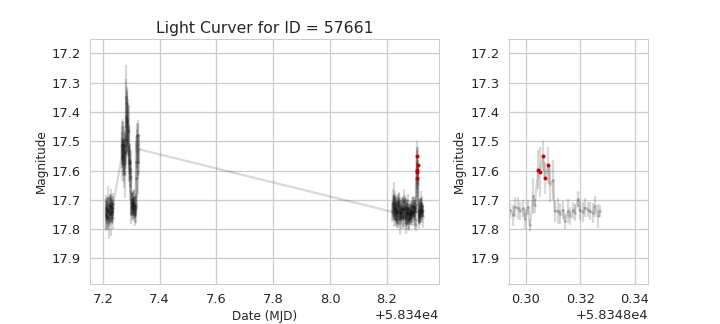 Light Curver for ID = 57661
Magnitude
17.2
17.3
17.4
17.5
17.6
17.7
17.8
17.9
7.2 7.4 7.6 7.8 8.0 8.2
Date (MJD)
+5.834e4
Magnitude
17.2
17.3
17.4
17.5
17.6
17.7
17.8
17.9
0.30 0.32 0.34
+5.8348e4